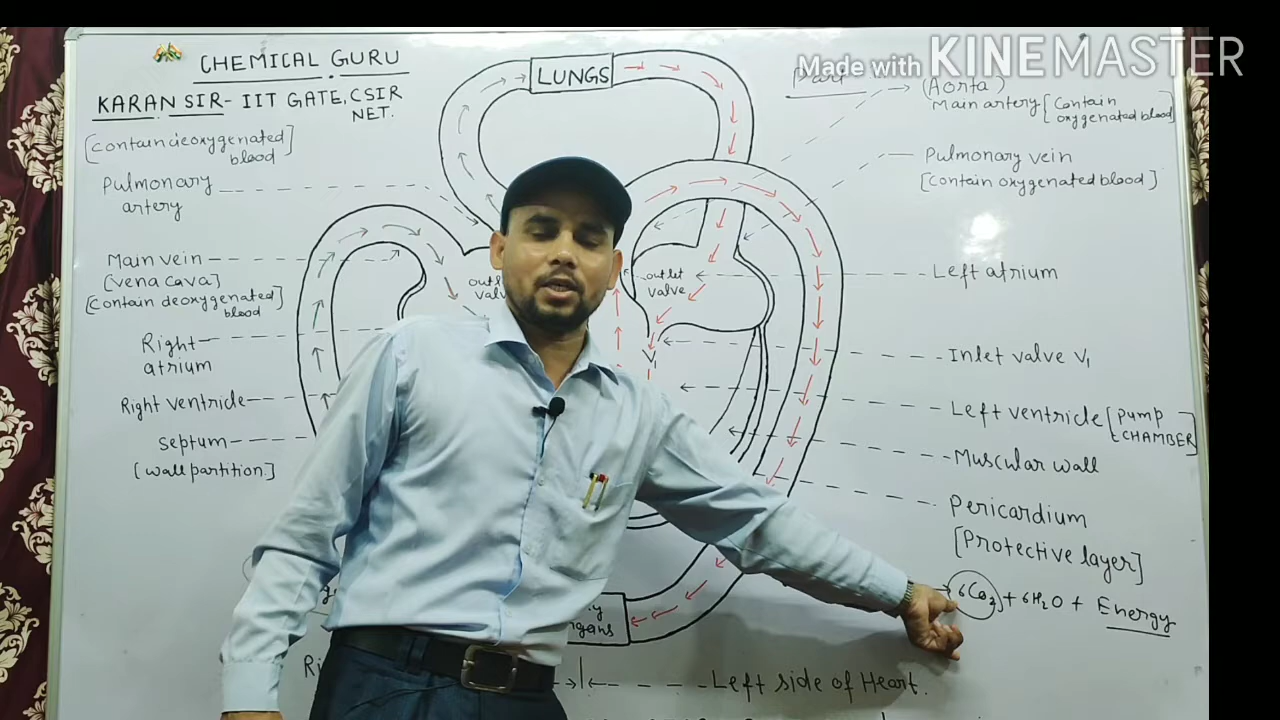 Made with KINEMASTER
CHEMICAL GURU
KARAN SIR- IIT GATE, CSIR
NET.
[contain deoxygenated
blood]
Pulmonary
artery
Main vein
[vena cava]
[contain deoxygenated
blood]
Right
atrium
Right ventricle
septum
[wall partition]
LUNGS
outlet
valve
Part
(Aorta)
Main artery [contain
oxygenated blood]
Pulmonary vein
[contain oxygenated blood]
Left atrium
Inlet valve V1
Left ventricle [pump
CHAMBER]
Muscular wall
Pericardium
[Protective layer]
6Co2 + 6H2O + Energy
Left side of Heart.